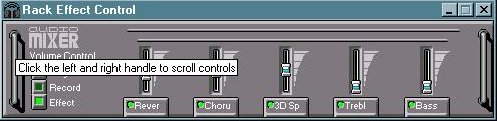 Rack Effect Control
AUDIO
MIXER
Volume Control
Click the left and right handle to scroll controls
Record
Effect
Rever
Choru
3D Sp
Trebl
Bass